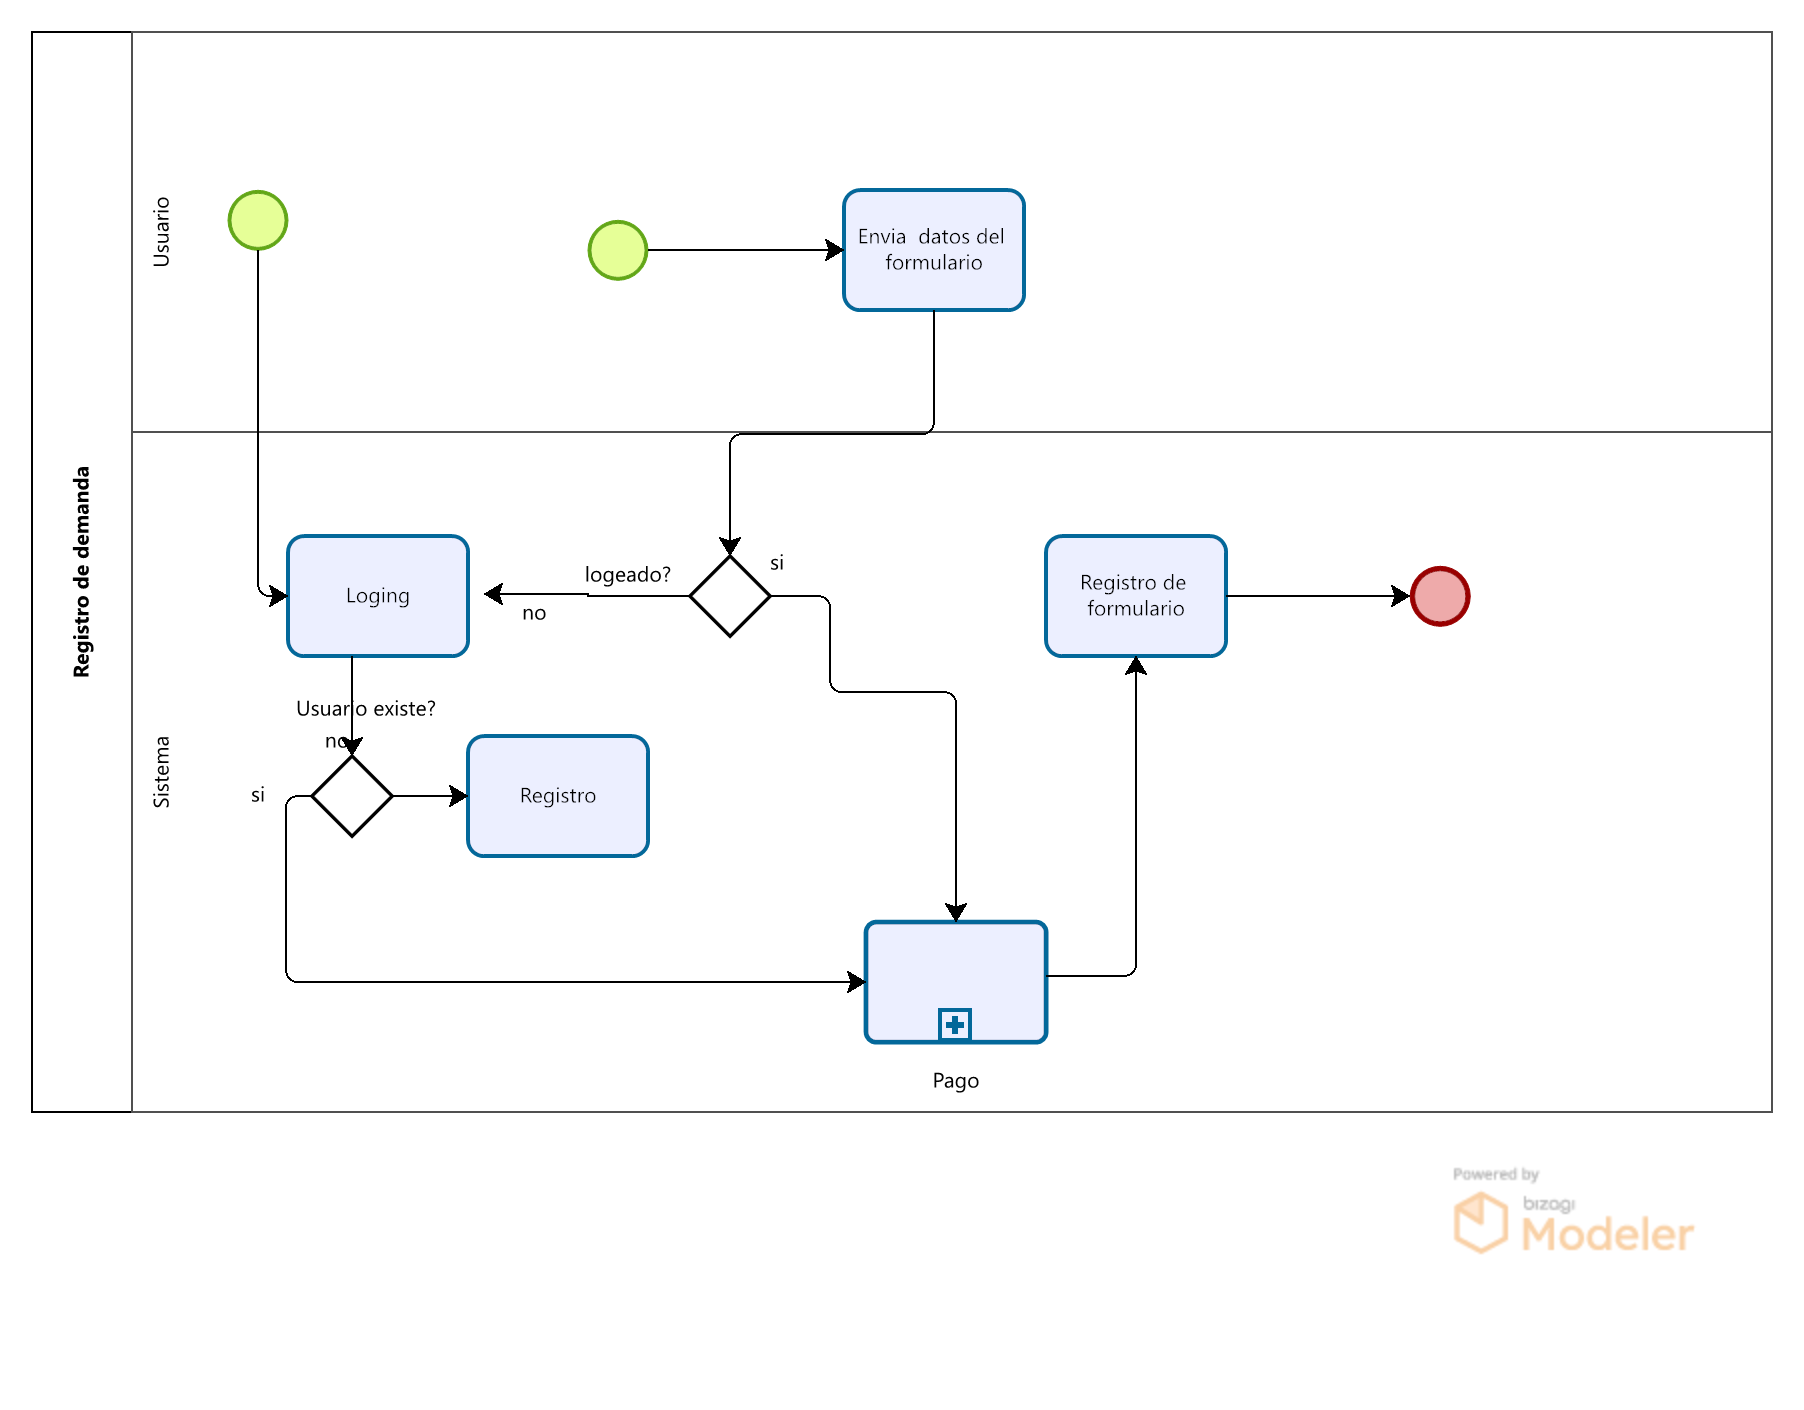 Registro de demanda
Usuario
Envia datos del
formulario
Sistema
Loging
logeado?
no
si
Registro de
formulario
Usuario existe?
no
si
Registro
Pago
Powered by
bizagi
Modeler